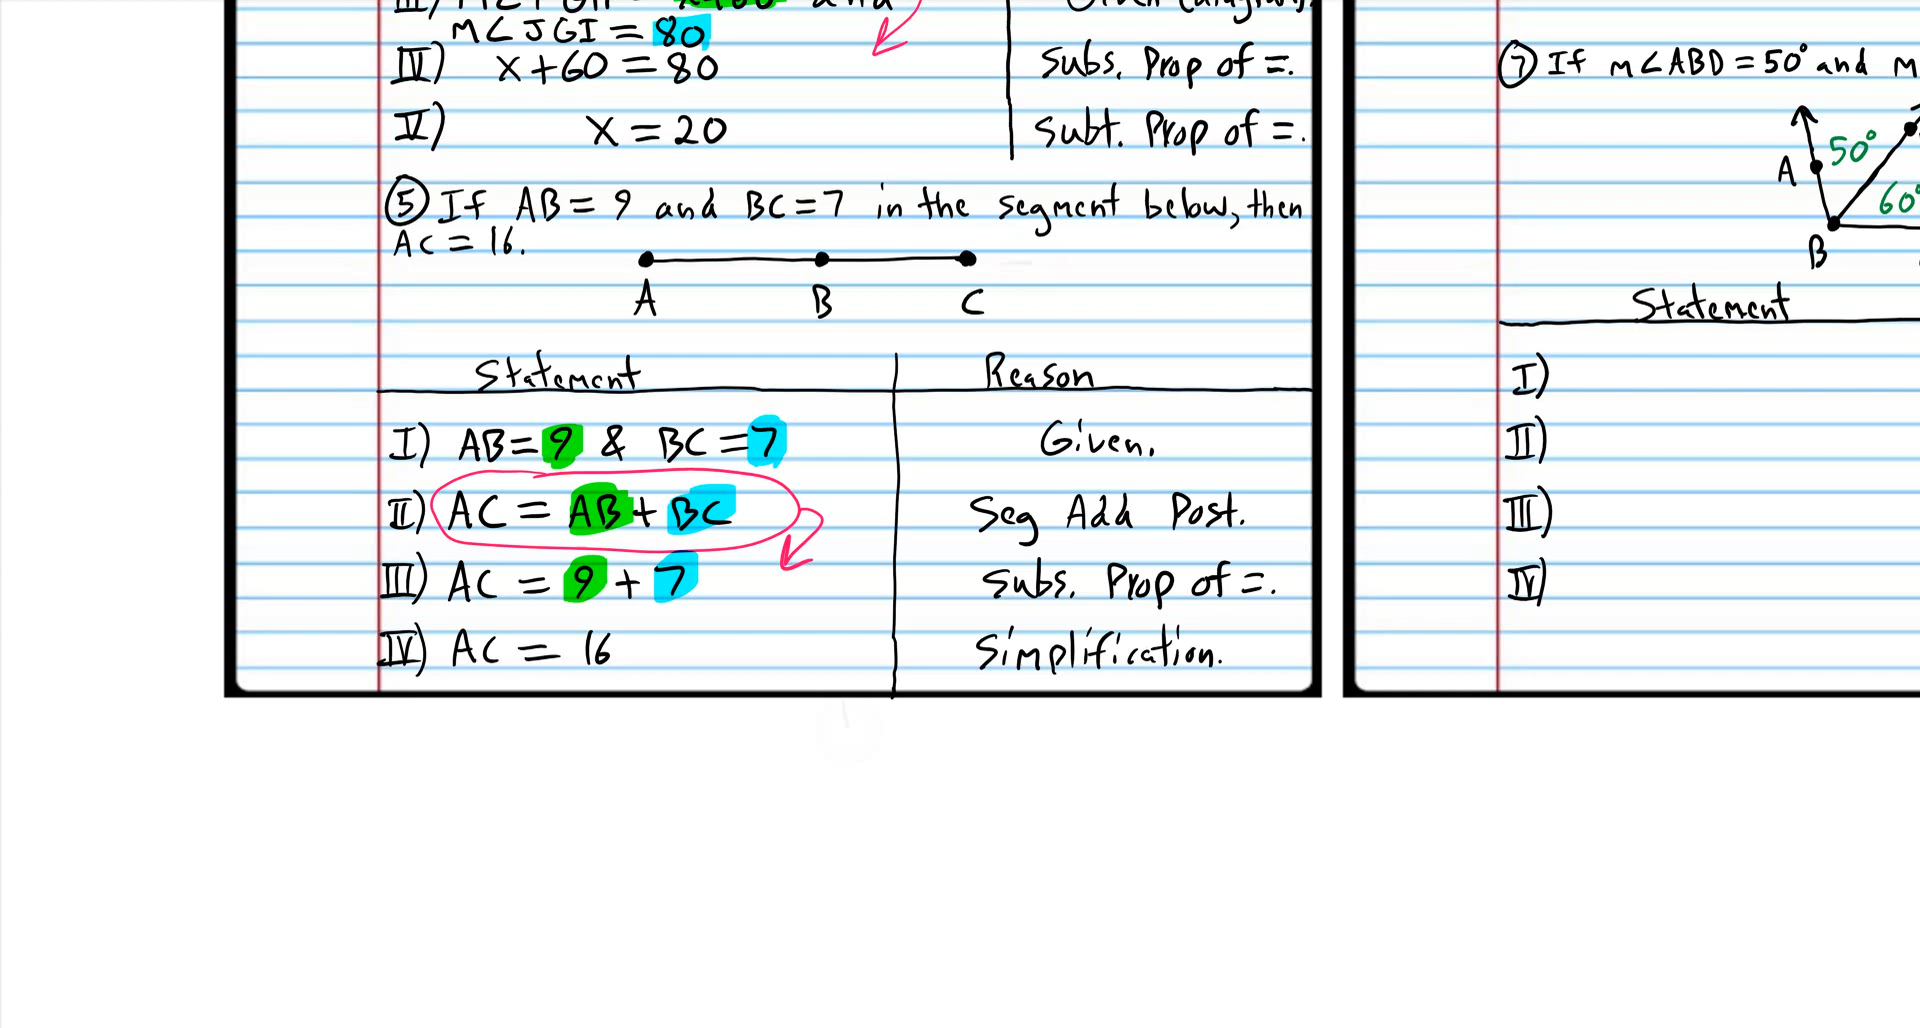 m∠JGI = 80
IV) x+60 = 80 Subs. Prop of =.
V) x = 20 Subt. Prop of =.
⑤ If AB = 9 and BC = 7 in the segment below, then
AC = 16.
A B C
Statement Reason
I) AB = 9 & BC = 7 Given.
II) AC = AB + BC Seg Add Post.
III) AC = 9 + 7 Subs. Prop of =.
IV) AC = 16 Simplification.
⑦ If m∠ABD = 50° and m
50°
A
60°
B
Statement
I)
II)
III)
IV)